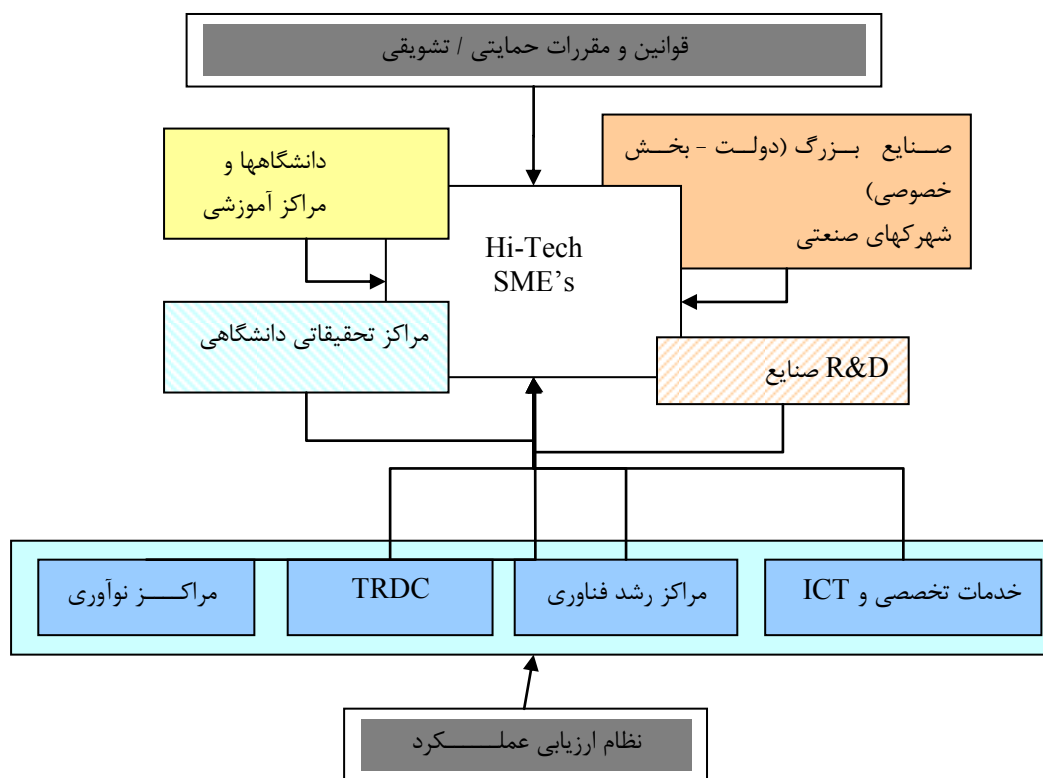 قوانین و مقررات حمایتی / تشویقی
صنایع بزرگ (دولت - بخش
خصوصی)
شهرکهای صنعتی
دانشگاهها و
مراکز آموزشی
Hi-Tech
SME's
مراکز تحقیقاتی دانشگاهی
R&D صنایع
خدمات تخصصی و ICT
مراکز رشد فناوری
TRDC
مراکز نوآوری
نظام ارزیابی عملکرد